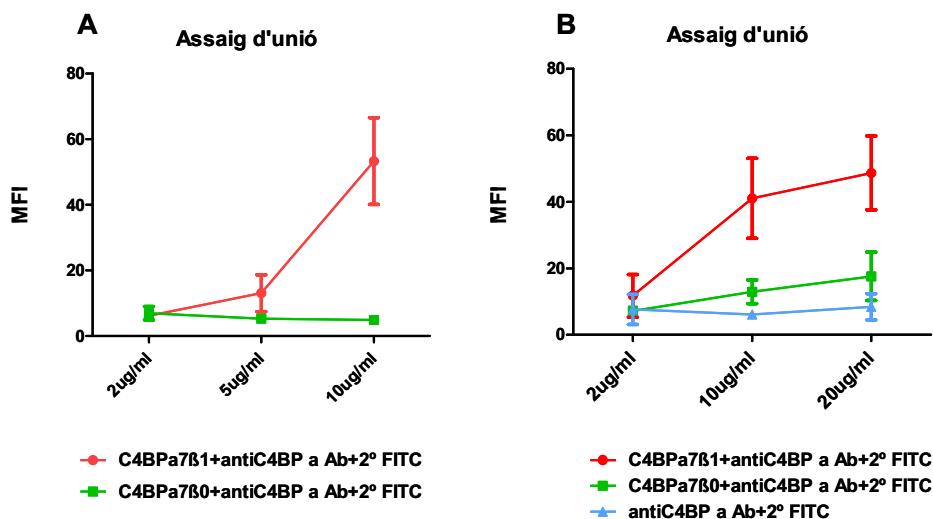 A
Assaig d'unió
MFI
80
60
40
20
0
2ug/ml
5ug/ml
10ug/ml
C4BPa7ß1+antiC4BP a Ab+2º FITC
C4BPa7ß0+antiC4BP a Ab+2º FITC
B
Assaig d'unió
MFI
80
60
40
20
0
2ug/ml
10ug/ml
20ug/ml
C4BPa7ß1+antiC4BP a Ab+2º FITC
C4BPa7ß0+antiC4BP a Ab+2º FITC
antiC4BP a Ab+2º FITC